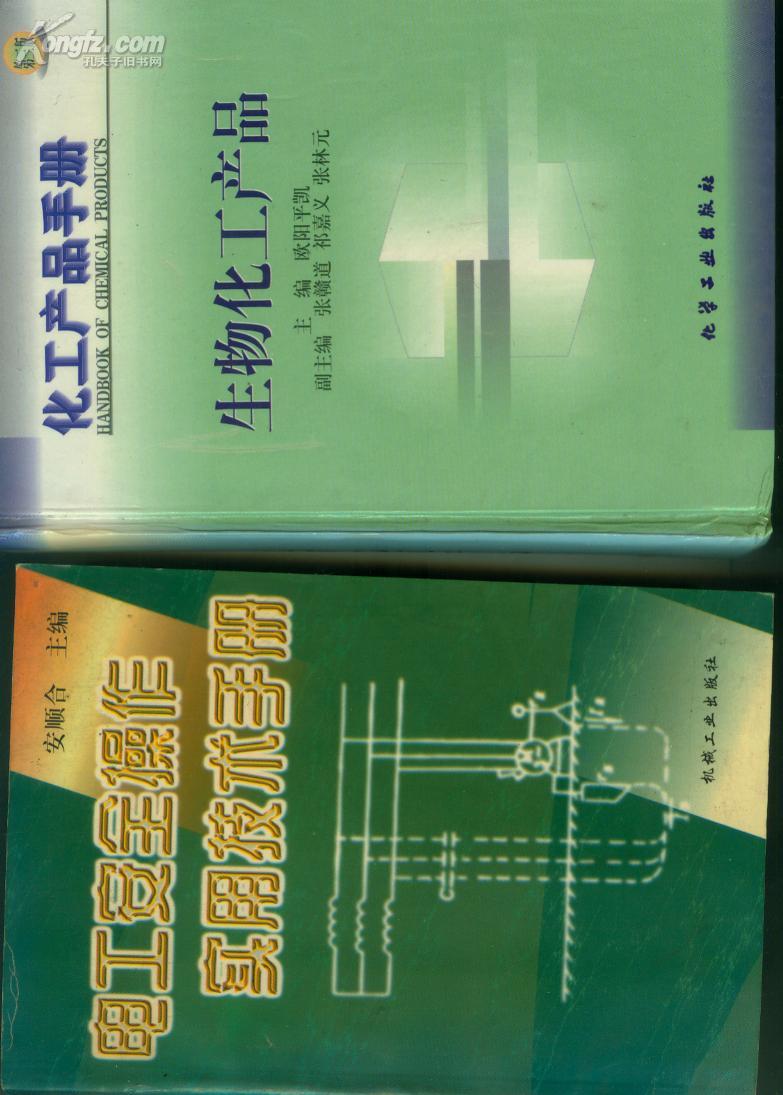 Kongfz.com
孔夫子旧书网
化工产品手册
HANDBOOK OF CHEMICAL PRODUCTS
生物化工产品
主 编 欧阳平凯
副主编 张赣道 祁嘉义 张林元
化学工业出版社
安顺合 主编
电工安全操作
实用技术手册
机械工业出版社